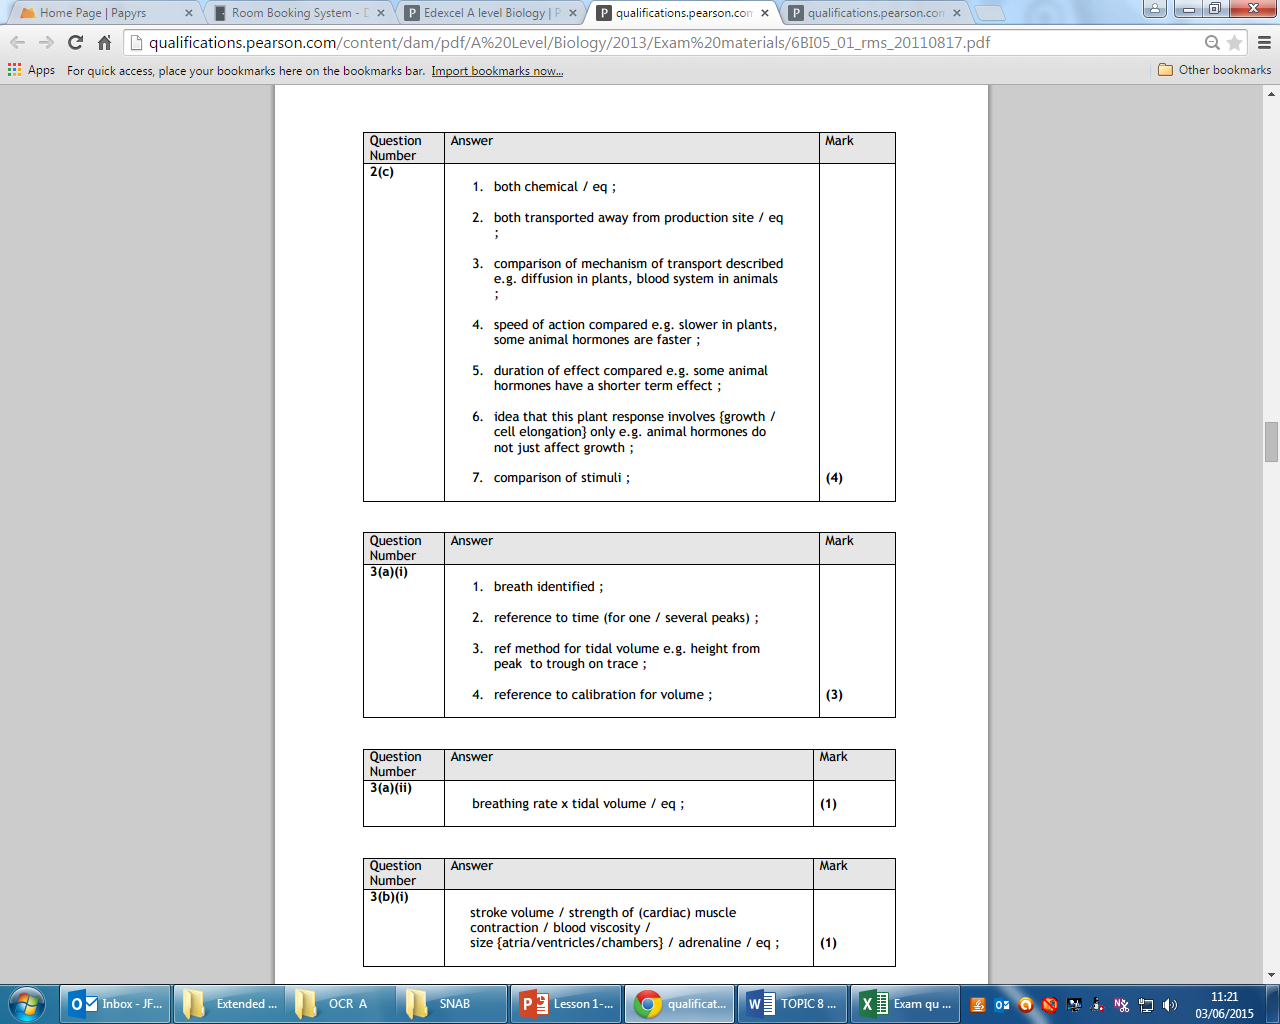 Home Page | Papyrs
Room Booking System - D
Edexcel A level Biology | P
qualifications.pearson.com
qualifications.pearson.com
qualifications.pearson.com/content/dam/pdf/A%20Level/Biology/2013/Exam%20materials/6BI05_01_rms_20110817.pdf
Apps For quick access, place your bookmarks here on the bookmarks bar. Import bookmarks now... Other bookmarks
Question Number Answer Mark
2(c)
1. both chemical / eq ;
2. both transported away from production site / eq
;
3. comparison of mechanism of transport described
e.g. diffusion in plants, blood system in animals
;
4. speed of action compared e.g. slower in plants,
some animal hormones are faster ;
5. duration of effect compared e.g. some animal
hormones have a shorter term effect ;
6. idea that this plant response involves {growth /
cell elongation} only e.g. animal hormones do
not just affect growth ;
7. comparison of stimuli ; (4)
Question Number Answer Mark
3(a)(i)
1. breath identified ;
2. reference to time (for one / several peaks) ;
3. ref method for tidal volume e.g. height from
peak to trough on trace ;
4. reference to calibration for volume ; (3)
Question Number Answer Mark
3(a)(ii)
breathing rate x tidal volume / eq ; (1)
Question Number Answer Mark
3(b)(i)
stroke volume / strength of (cardiac) muscle
contraction / blood viscosity /
size {atria/ventricles/chambers} / adrenaline / eq ; (1)
Inbox - JF... Extended ... OCR A SNAB Lesson 1-... qualificat... TOPIC 8 ... Exam qu ...
11:21
03/06/2015